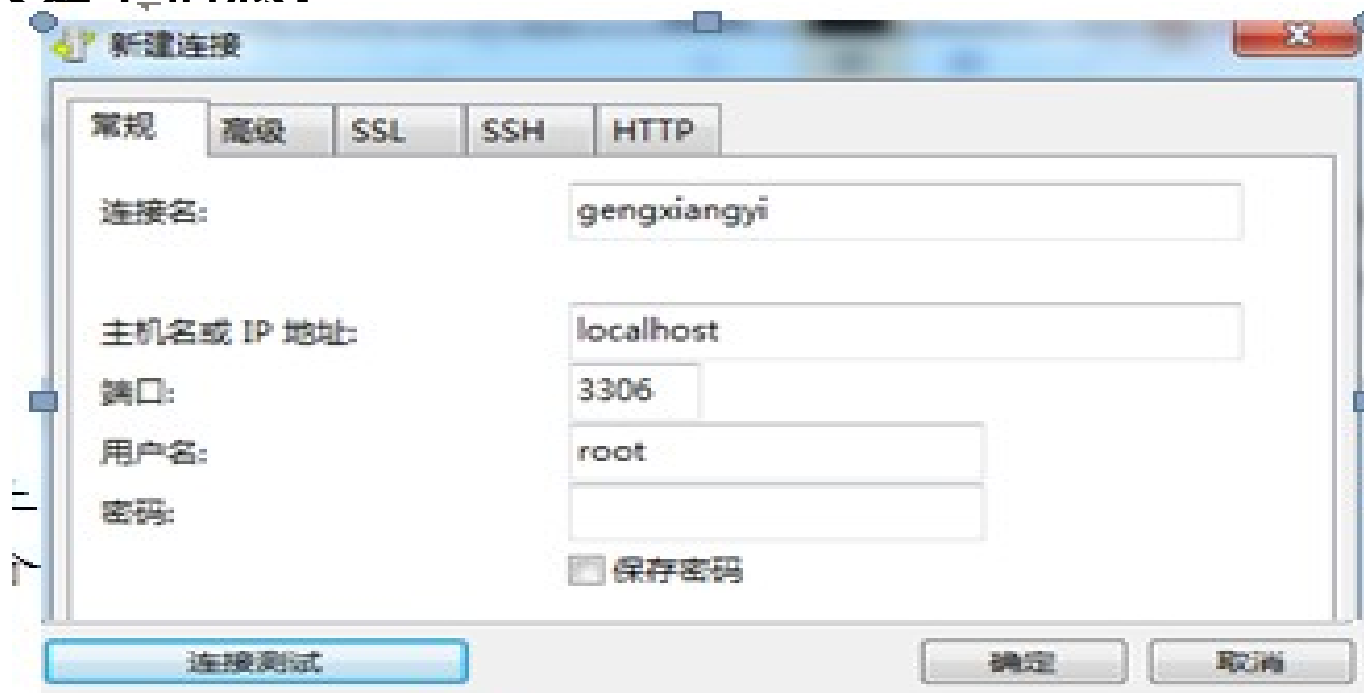 新建连接
常规 高级 SSL SSH HTTP
连接名: gengxiangyi
主机名或 IP 地址: localhost
端口: 3306
用户名: root
密码:
保存密码
连接测试 确定 取消